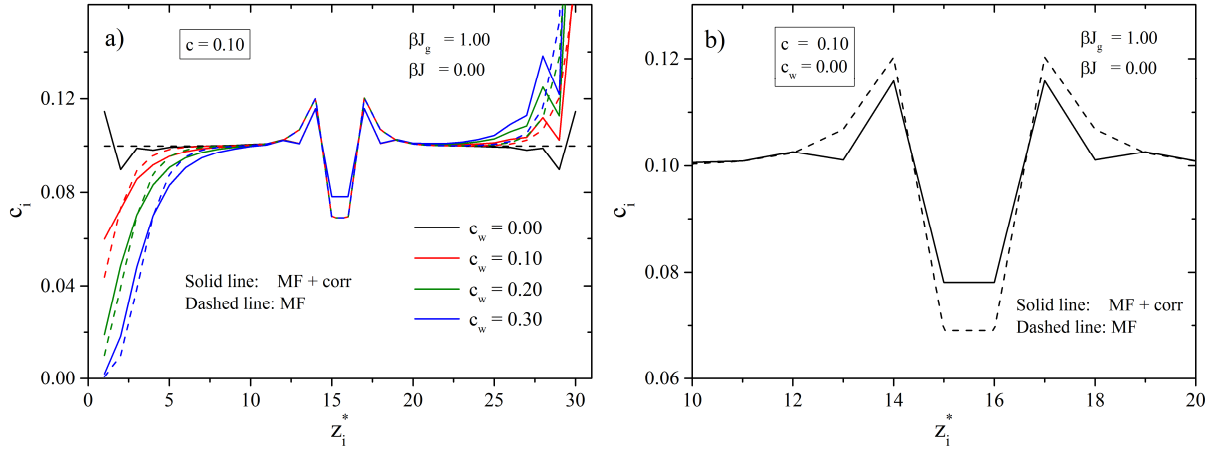 a)
c = 0.10
βJg = 1.00
βJ = 0.00
0.12
0.08
0.04
0.00
ci
Solid line: MF + corr
Dashed line: MF
cw = 0.00
cw = 0.10
cw = 0.20
cw = 0.30
0 5 10 15 20 25 30
zi*
b)
c = 0.10
cw = 0.00
βJg = 1.00
βJ = 0.00
0.12
0.10
0.08
0.06
ci
Solid line: MF + corr
Dashed line: MF
10 12 14 16 18 20
zi*